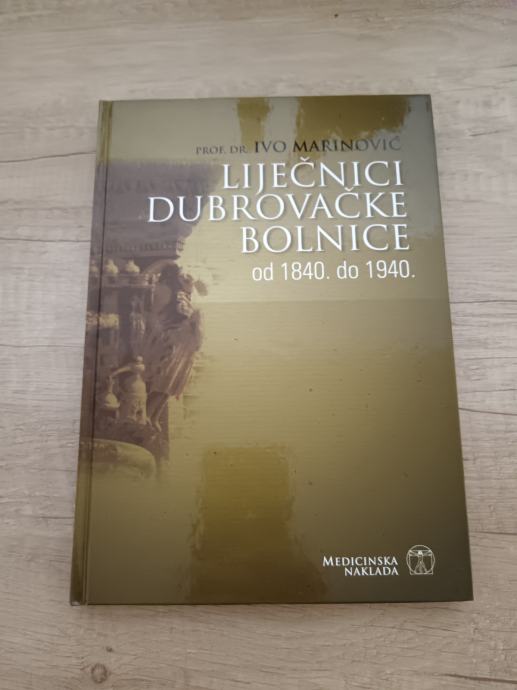 PROF. DR. IVO MARINOVIĆ
LIJEČNICI
DUBROVAČKE
BOLNICE
od 1840. do 1940.
MEDICINSKA
NAKLADA